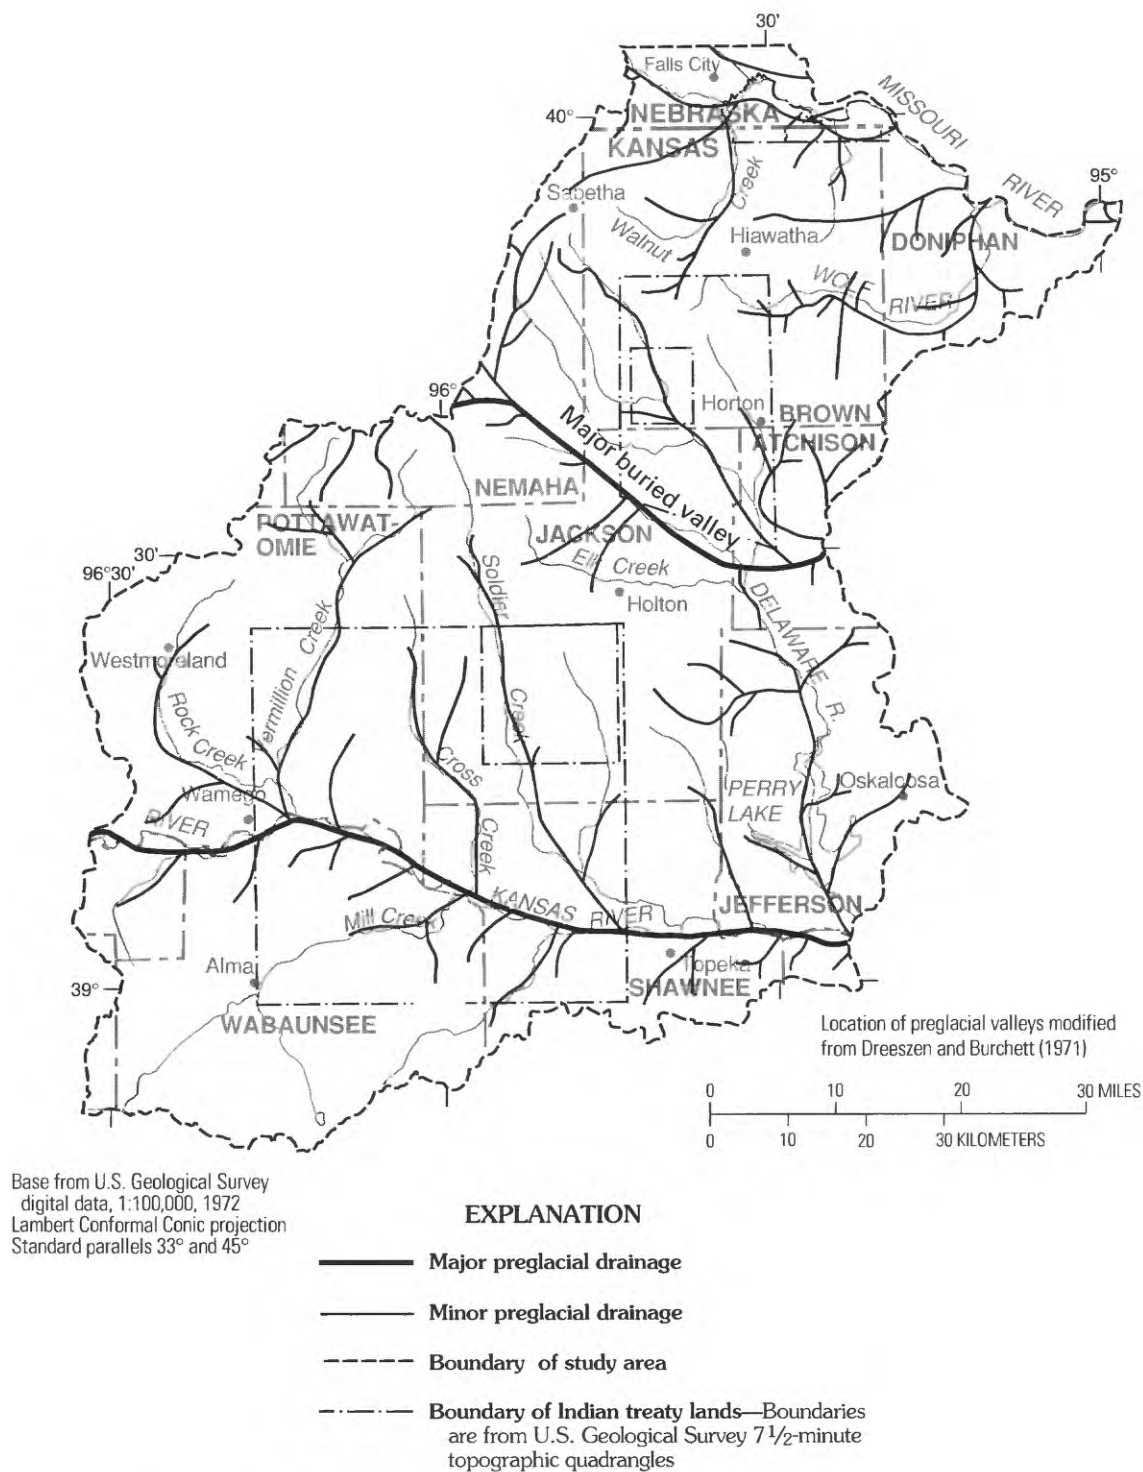 30'
Falls City
MISSOURI
40°
NEBRASKA
KANSAS
RIVER
95°
Creek
Sabetha
Walnut
Hiawatha
DONIPHAN
WOLF
RIVER
96°
Horton
BROWN
ATCHISON
Major buried valley
NEMAHA
POTTAWAT-
OMIE
JACKSON
30'
96°30'
Elk Creek
Soldier
Holton
DELAWARE R.
Westmoreland
ermillion Creek
Rock Creek
Creek
Cross
Creek
PERRY
LAKE
Oskaloosa
Wamego
RIVER
KANSAS RIVER
JEFFERSON
Mill Creek
Alma
Topeka
39°
SHAWNEE
WABAUNSEE
Location of preglacial valleys modified
from Dreeszen and Burchett (1971)
0 10 20 30 MILES
0 10 20 30 KILOMETERS
Base from U.S. Geological Survey
digital data, 1:100,000, 1972
Lambert Conformal Conic projection
Standard parallels 33° and 45°
EXPLANATION
Major preglacial drainage
Minor preglacial drainage
Boundary of study area
Boundary of Indian treaty lands—Boundaries
are from U.S. Geological Survey 7 1/2-minute
topographic quadrangles